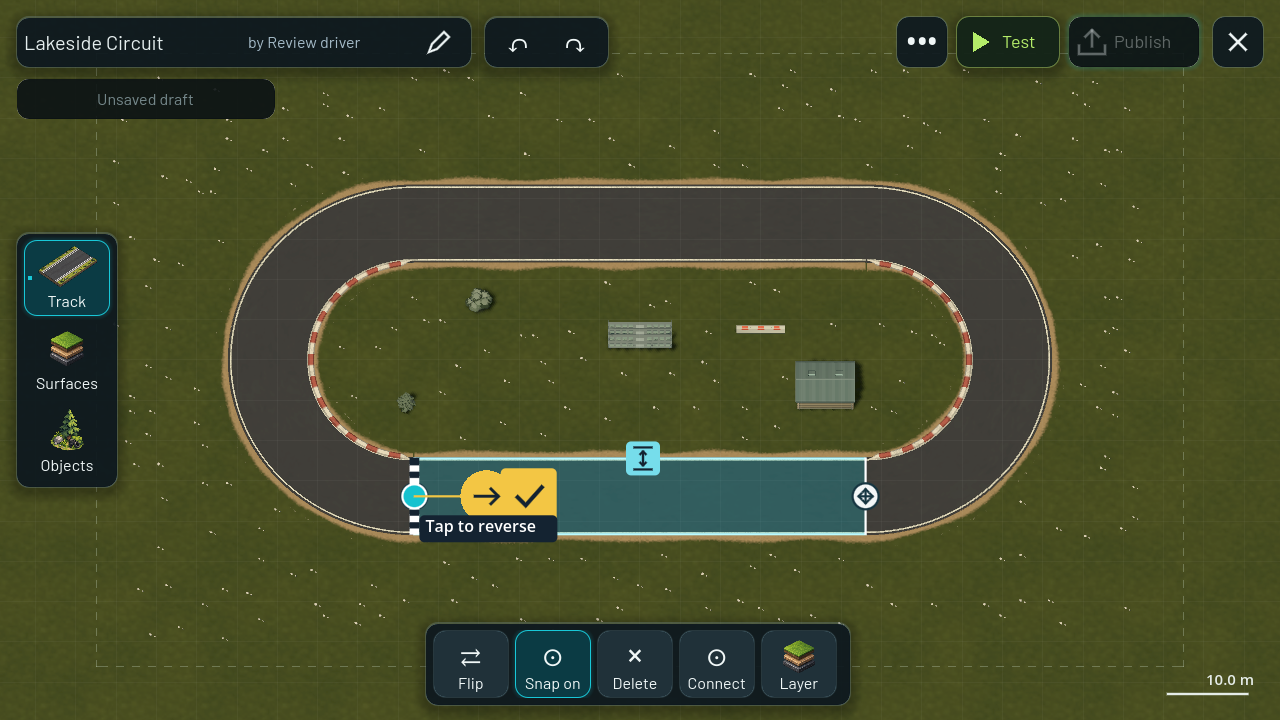 Lakeside Circuit
by Review driver
Test
Publish
Unsaved draft
Track
Surfaces
Objects
Tap to reverse
Flip
Snap on
Delete
Connect
Layer
10.0 m